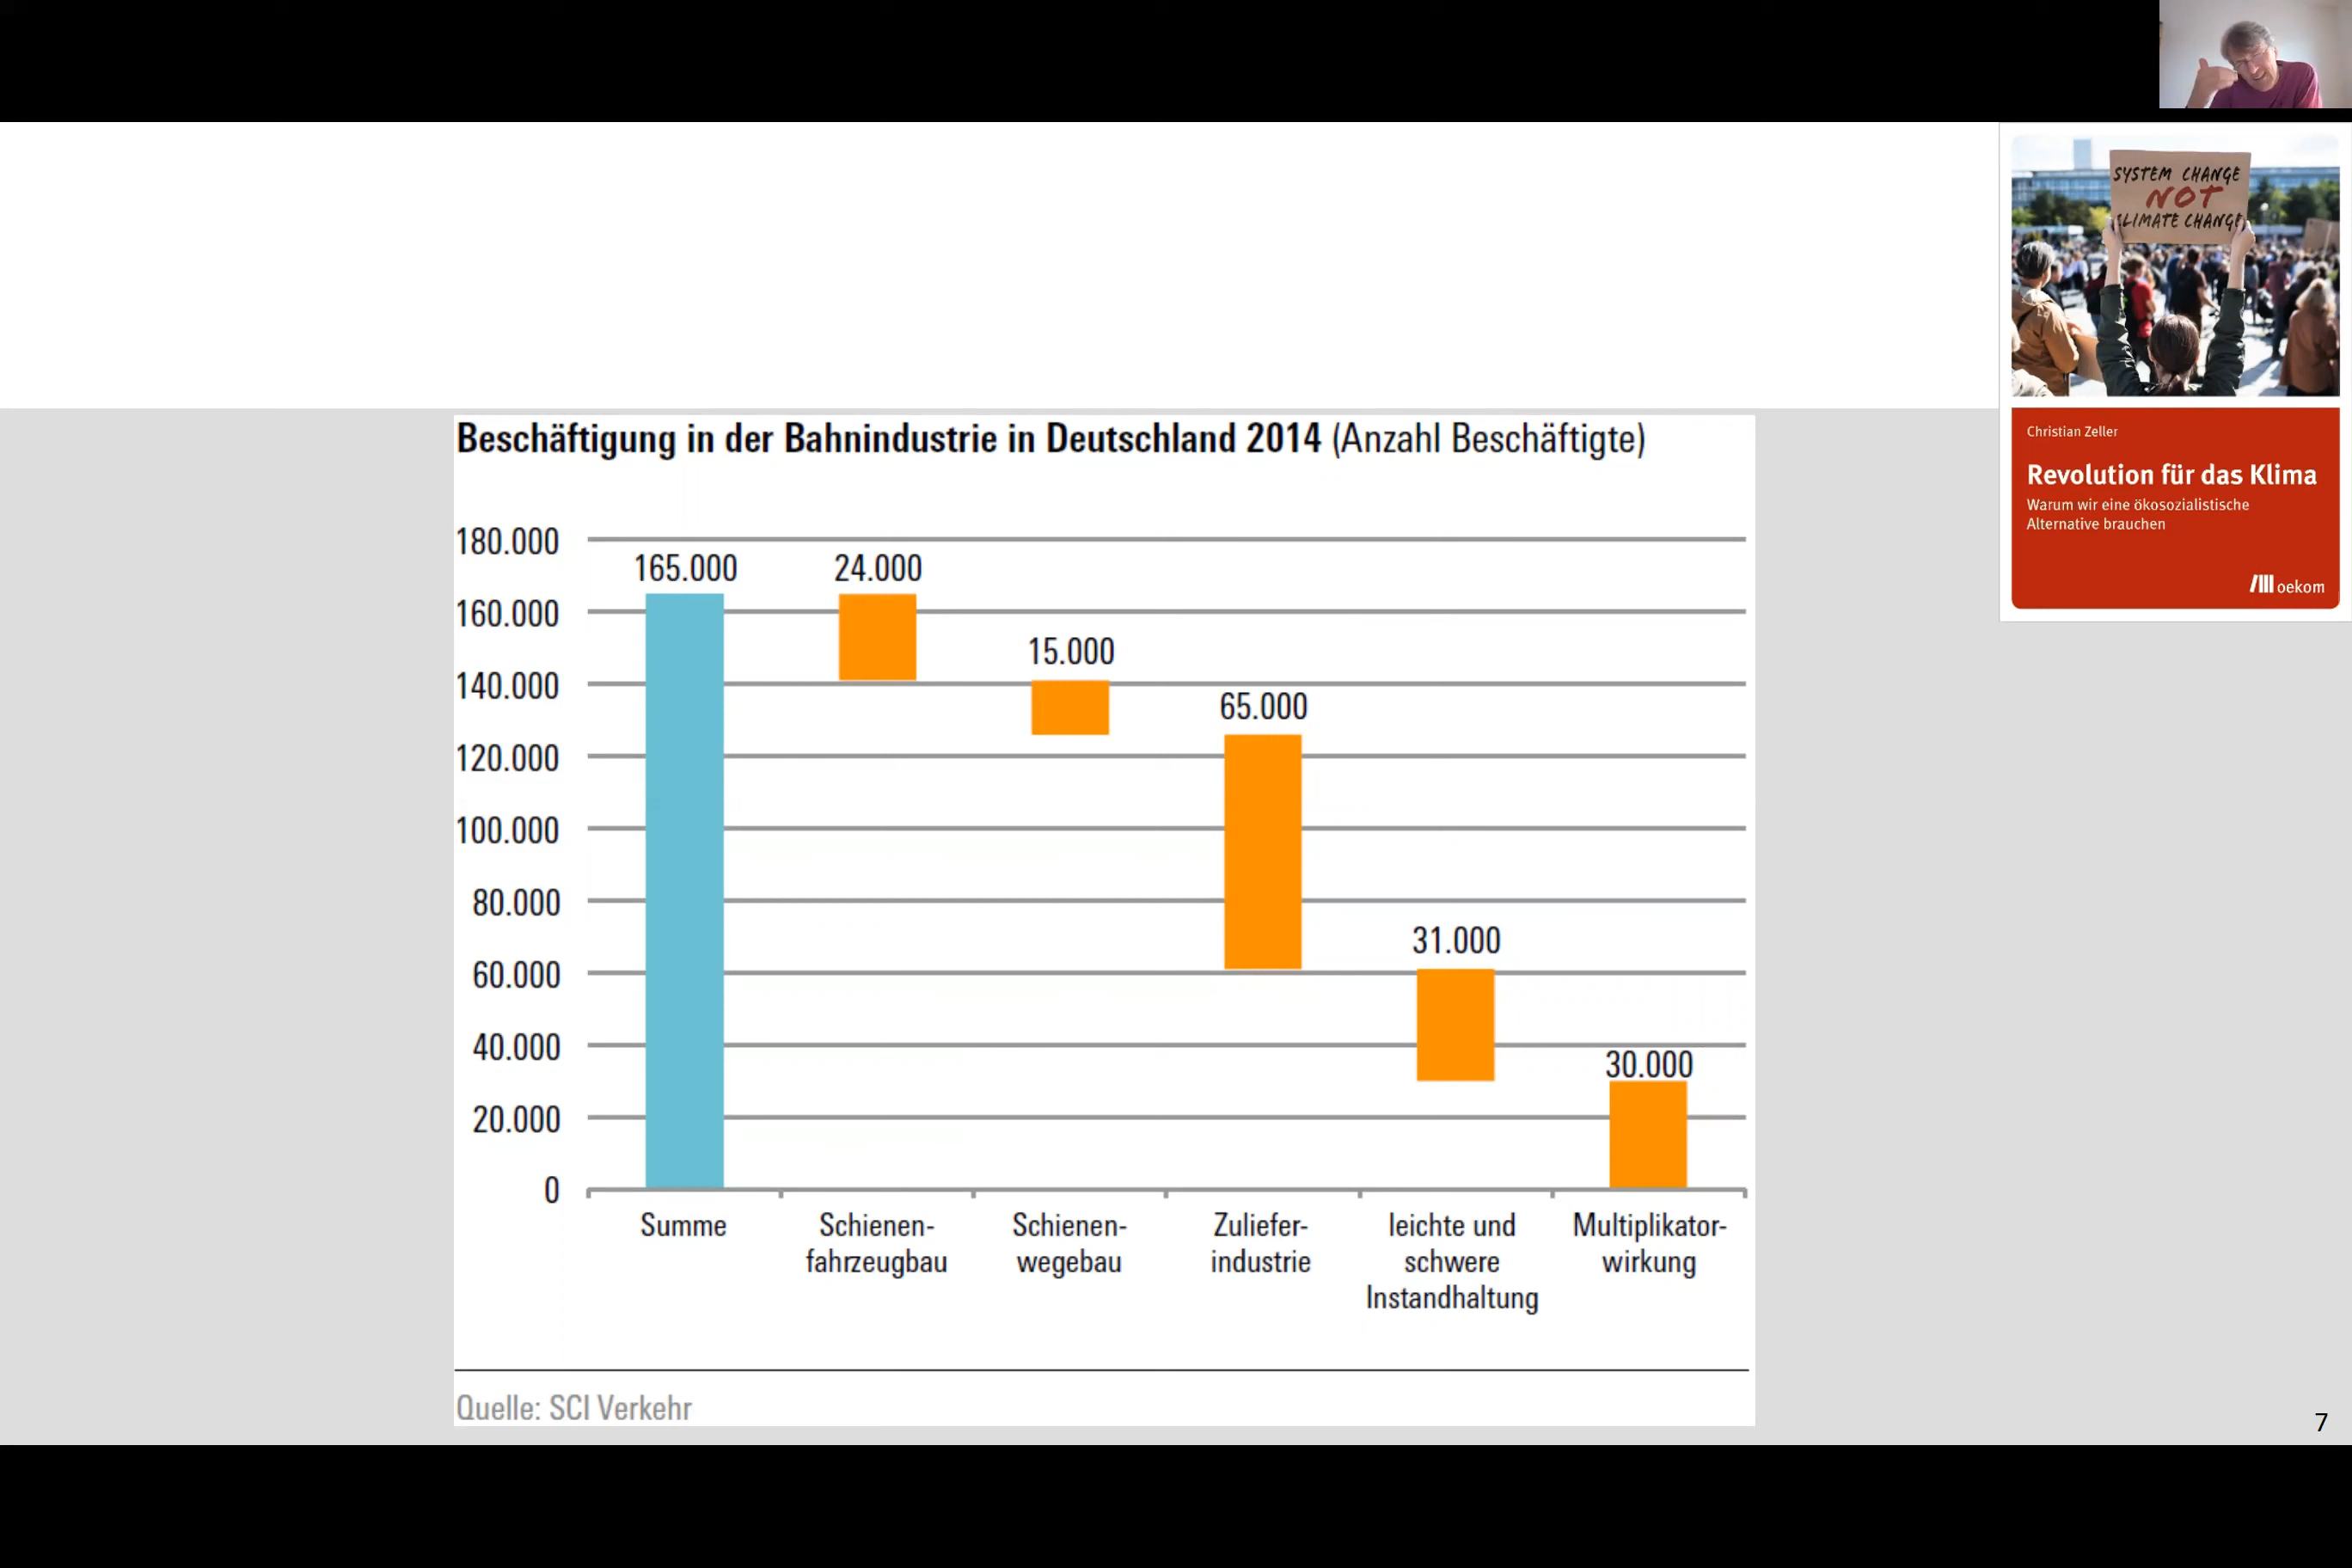 SYSTEM CHANGE
NOT
CLIMATE CHANGE
Christian Zeller
Revolution für das Klima
Warum wir eine ökosozialistische
Alternative brauchen
oekom
Beschäftigung in der Bahnindustrie in Deutschland 2014 (Anzahl Beschäftigte)
180.000
160.000
140.000
120.000
100.000
80.000
60.000
40.000
20.000
0
165.000
24.000
15.000
65.000
31.000
30.000
Summe
Schienen-
fahrzeugbau
Schienen-
wegebau
Zuliefer-
industrie
leichte und
schwere
Instandhaltung
Multiplikator-
wirkung
Quelle: SCI Verkehr
7